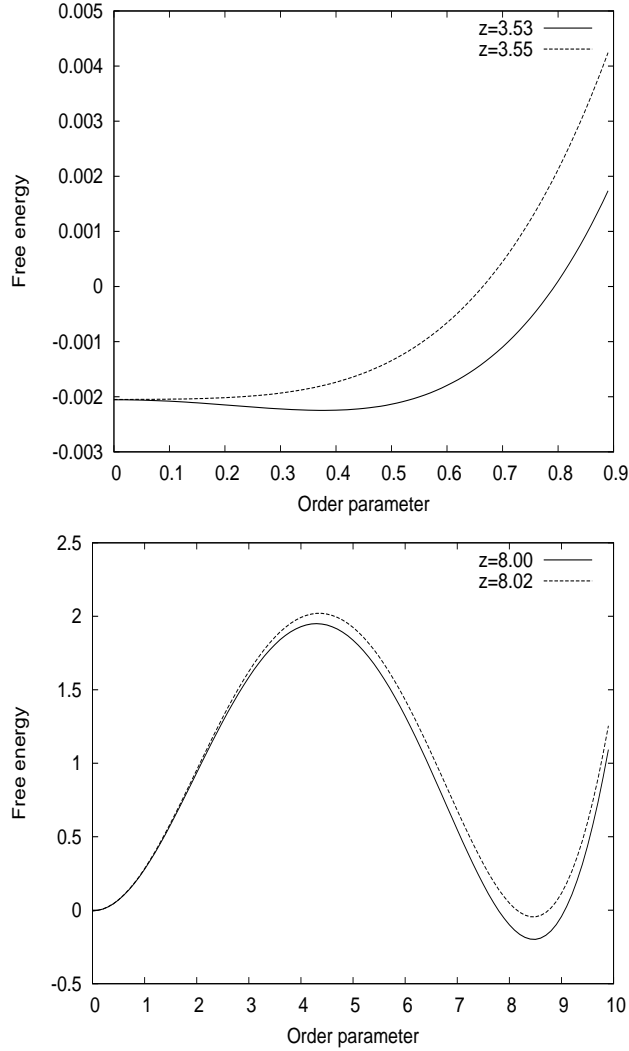 0.005
0.004
0.003
0.002
0.001
0
-0.001
-0.002
-0.003
Free energy
z=3.53
z=3.55
0 0.1 0.2 0.3 0.4 0.5 0.6 0.7 0.8 0.9
Order parameter
2.5
2
1.5
1
0.5
0
-0.5
Free energy
z=8.00
z=8.02
0 1 2 3 4 5 6 7 8 9 10
Order parameter